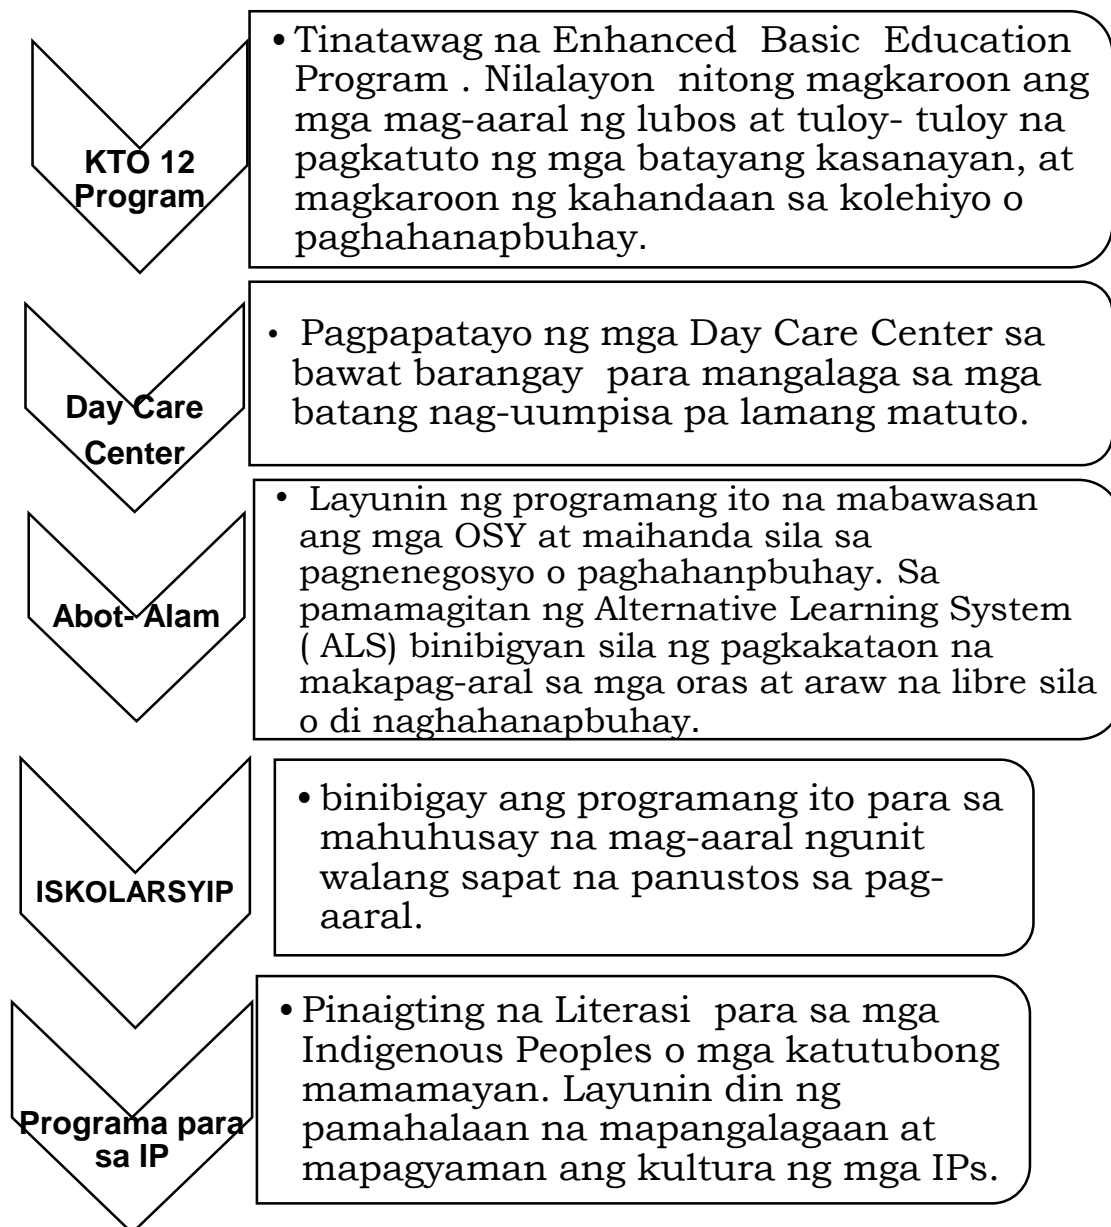 KTO 12
Program
• Tinatawag na Enhanced Basic Education
Program . Nilalayon nitong magkaroon ang
mga mag-aaral ng lubos at tuloy- tuloy na
pagkatuto ng mga batayang kasanayan, at
magkaroon ng kahandaan sa kolehiyo o
paghahanapbuhay.
Day Care
Center
• Pagpapatayo ng mga Day Care Center sa
bawat barangay para mangalaga sa mga
batang nag-uumpisa pa lamang matuto.
Abot- Alam
• Layunin ng programang ito na mabawasan
ang mga OSY at maihanda sila sa
pagnenegosyo o paghahanpbuhay. Sa
pamamagitan ng Alternative Learning System
( ALS) binibigyan sila ng pagkakataon na
makapag-aral sa mga oras at araw na libre sila
o di naghahanapbuhay.
ISKOLARSYIP
• binibigay ang programang ito para sa
mahuhusay na mag-aaral ngunit
walang sapat na panustos sa pag-
aaral.
Programa para
sa IP
• Pinaigting na Literasi para sa mga
Indigenous Peoples o mga katutubong
mamamayan. Layunin din ng
pamahalaan na mapangalagaan at
mapagyaman ang kultura ng mga IPs.